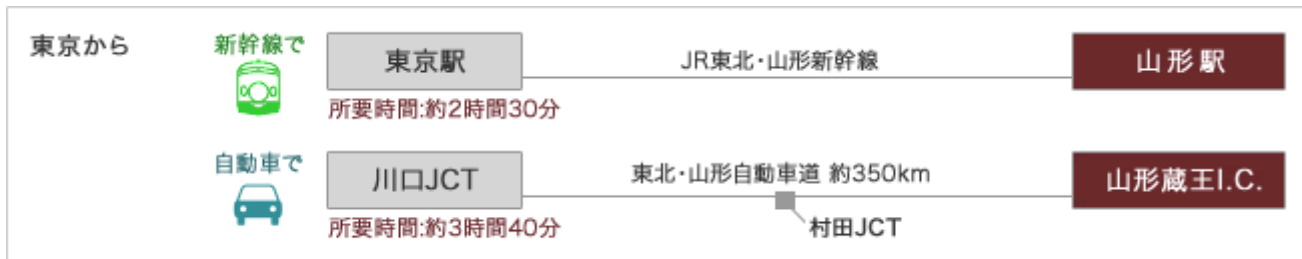 東京から
新幹線で
東京駅
JR東北・山形新幹線
山形駅
所要時間:約2時間30分
自動車で
川口JCT
東北・山形自動車道 約350km
山形蔵王I.C.
所要時間:約3時間40分
村田JCT